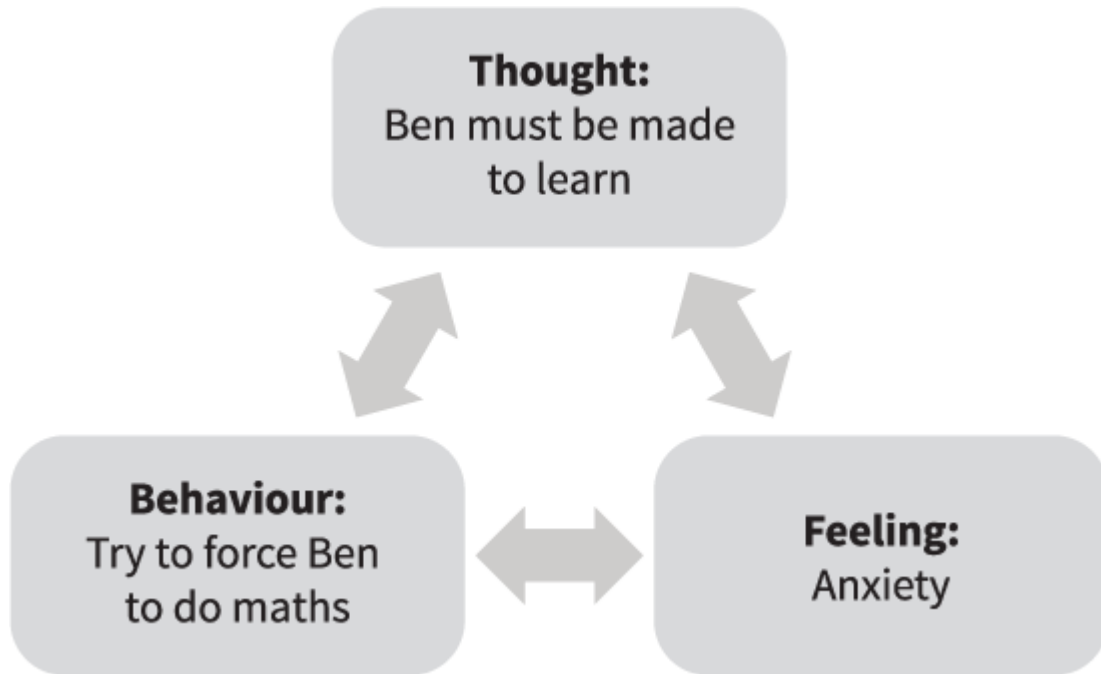 Thought:
Ben must be made
to learn
Behaviour:
Try to force Ben
to do maths
Feeling:
Anxiety